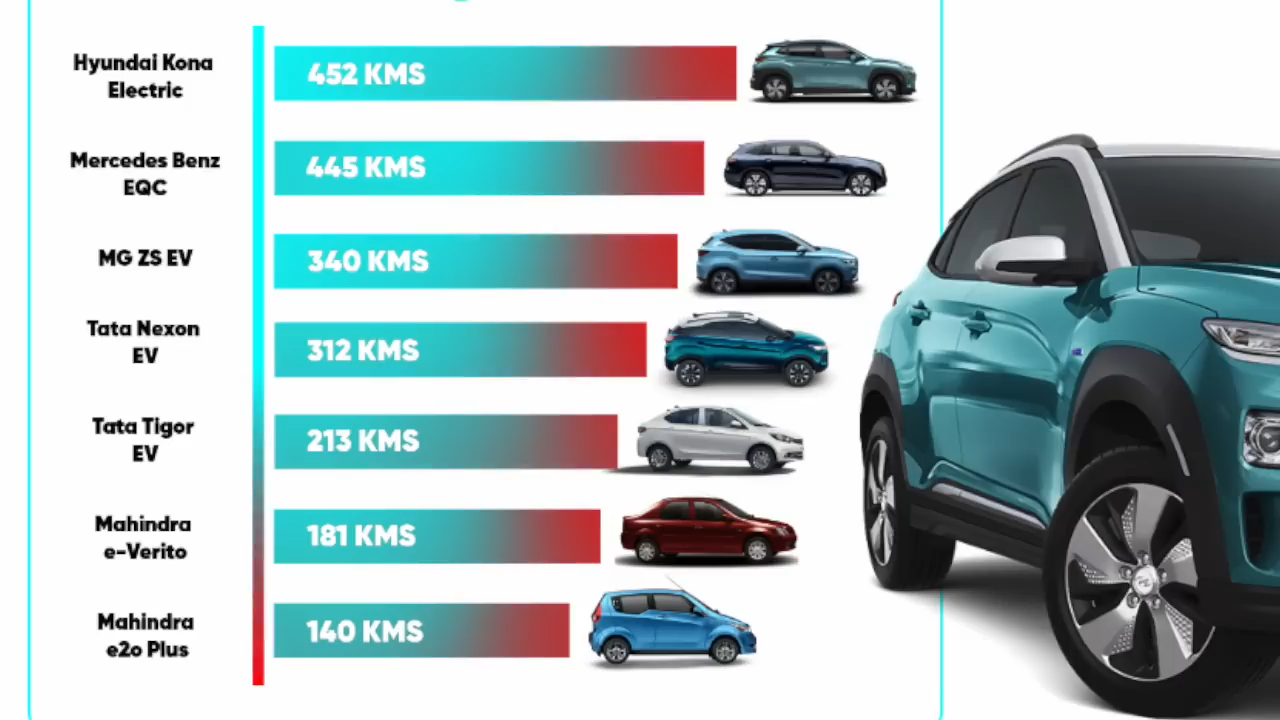 Hyundai Kona
Electric
452 KMS
Mercedes Benz
EQC
445 KMS
MG ZS EV
340 KMS
Tata Nexon
EV
312 KMS
Tata Tigor
EV
213 KMS
Mahindra
e-Verito
181 KMS
Mahindra
e2o Plus
140 KMS